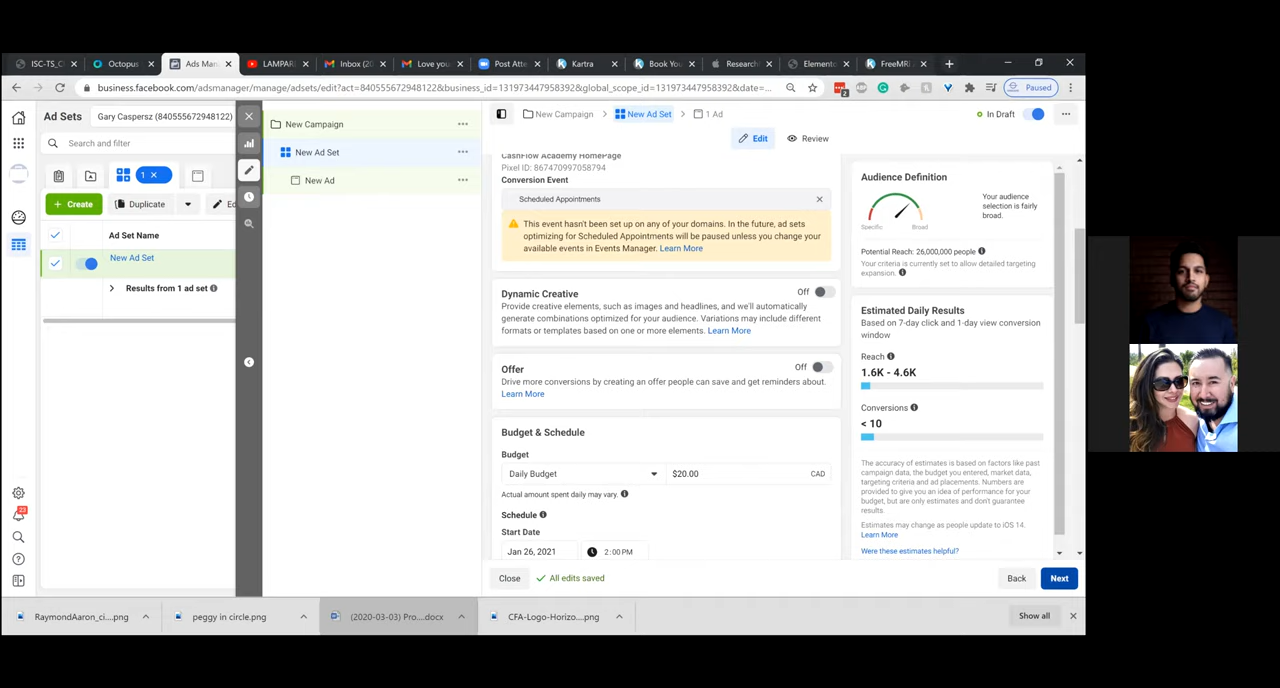 ISC-TS_C
Octopus
Ads Man
LAMPAR
Inbox (20
Love you
Post Atte
Kartra
Book You
Research
Elemento
FreeMRI
business.facebook.com/adsmanager/manage/adsets/edit?act=840555672948122&business_id=131973447958392&global_scope_id=131973447958392&date=...
2
Paused
Ad Sets
Gary Caspersz (840555672948122)
Search and filter
1
Create
Duplicate
Ed
Ad Set Name
New Ad Set
Results from 1 ad set
23
New Campaign
New Ad Set
New Ad
New Campaign
New Ad Set
1 Ad
In Draft
Edit
Review
CashFlow Academy HomePage
Pixel ID: 867470997058794
Conversion Event
Scheduled Appointments
This event hasn't been set up on any of your domains. In the future, ad sets
optimizing for Scheduled Appointments will be paused unless you change your
available events in Events Manager. Learn More
Dynamic Creative
Off
Provide creative elements, such as images and headlines, and we'll automatically
generate combinations optimized for your audience. Variations may include different
formats or templates based on one or more elements. Learn More
Offer
Off
Drive more conversions by creating an offer people can save and get reminders about.
Learn More
Budget & Schedule
Budget
Daily Budget
$20.00
CAD
Actual amount spent daily may vary.
Schedule
Start Date
Jan 26, 2021
2:00 PM
Audience Definition
Specific
Broad
Your audience
selection is fairly
broad.
Potential Reach: 26,000,000 people
Your criteria is currently set to allow detailed targeting
expansion.
Estimated Daily Results
Based on 7-day click and 1-day view conversion
window
Reach
1.6K - 4.6K
Conversions
< 10
The accuracy of estimates is based on factors like past
campaign data, the budget you entered, market data,
targeting criteria and ad placements. Numbers are
provided to give you an idea of performance for your
budget, but are only estimates and don't guarantee
results.
Estimates may change as people update to iOS 14.
Learn More
Were these estimates helpful?
Close
All edits saved
Back
Next
RaymondAaron_ci....png
peggy in circle.png
(2020-03-03) Pro....docx
CFA-Logo-Horizo....png
Show all